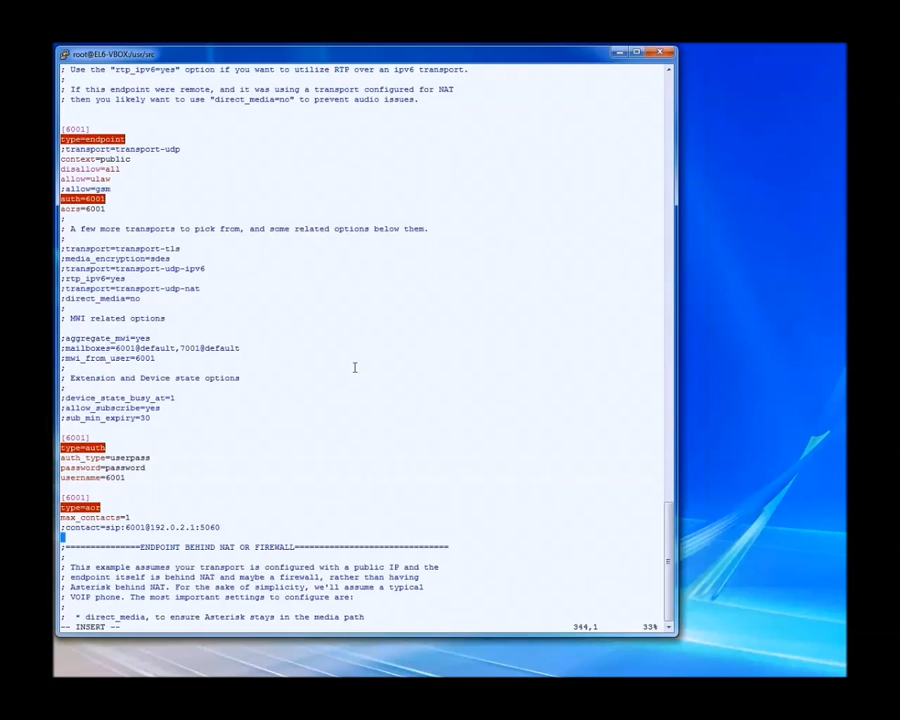 root@EL6-VBOX:/usr/src
; Use the "rtp_ipv6=yes" option if you want to utilize RTP over an ipv6 transport.
;
; If this endpoint were remote, and it was using a transport configured for NAT
; then you likely want to use "direct_media=no" to prevent audio issues.
[6001]
type=endpoint
;transport=transport-udp
context=public
disallow=all
allow=ulaw
;allow=gsm
auth=6001
aors=6001
;
; A few more transports to pick from, and some related options below them.
;
;transport=transport-tls
;media_encryption=sdes
;transport=transport-udp-ipv6
;rtp_ipv6=yes
;transport=transport-udp-nat
;direct_media=no
;
; MWI related options
;aggregate_mwi=yes
;mailboxes=6001@default,7001@default
;mwi_from_user=6001
;
; Extension and Device state options
;
;device_state_busy_at=1
;allow_subscribe=yes
;sub_min_expiry=30
[6001]
type=auth
auth_type=userpass
password=password
username=6001
[6001]
type=aor
max_contacts=1
;contact=sip:6001@192.0.2.1:5060
;===============ENDPOINT BEHIND NAT OR FIREWALL===============================
;
; This example assumes your transport is configured with a public IP and the
; endpoint itself is behind NAT and maybe a firewall, rather than having
; Asterisk behind NAT. For the sake of simplicity, we'll assume a typical
; VOIP phone. The most important settings to configure are:
;
;  * direct_media, to ensure Asterisk stays in the media path
-- INSERT -- 344,1 33%